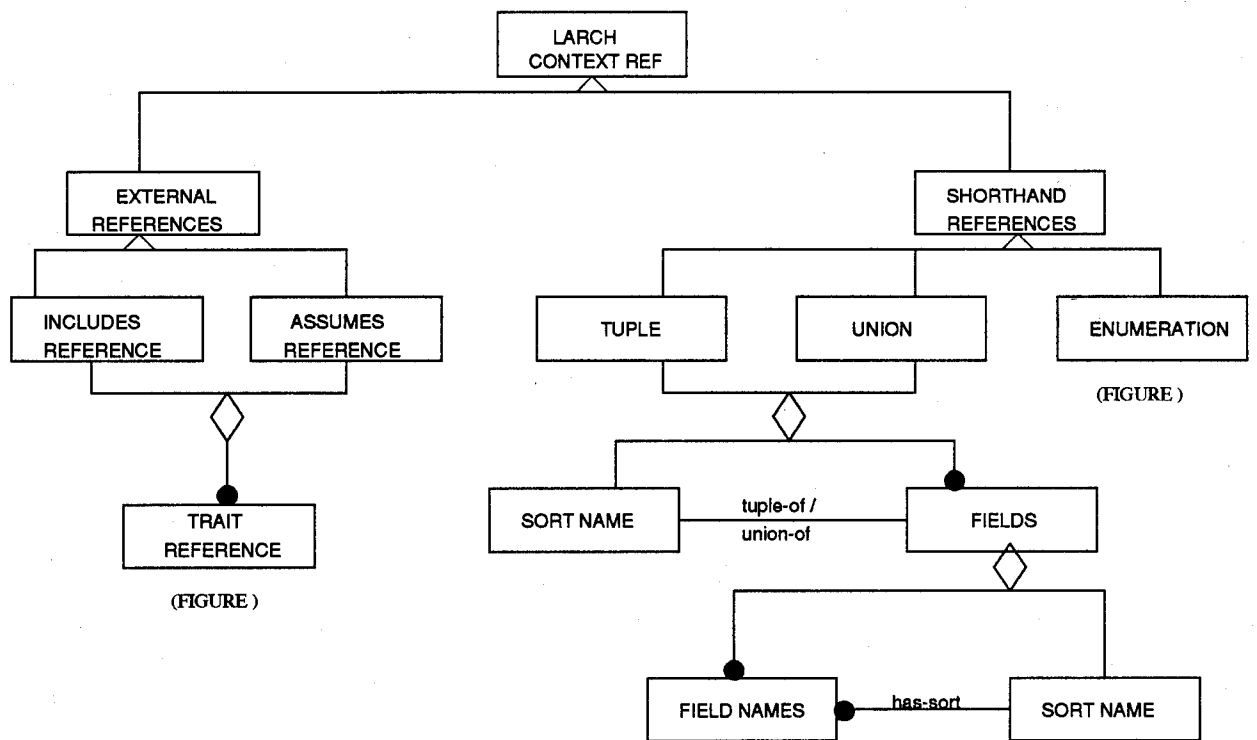 LARCH
CONTEXT REF
EXTERNAL
REFERENCES
SHORTHAND
REFERENCES
INCLUDES
REFERENCE
ASSUMES
REFERENCE
TUPLE
UNION
ENUMERATION
(FIGURE )
SORT NAME
tuple-of /
union-of
FIELDS
TRAIT
REFERENCE
(FIGURE )
FIELD NAMES
has-sort
SORT NAME